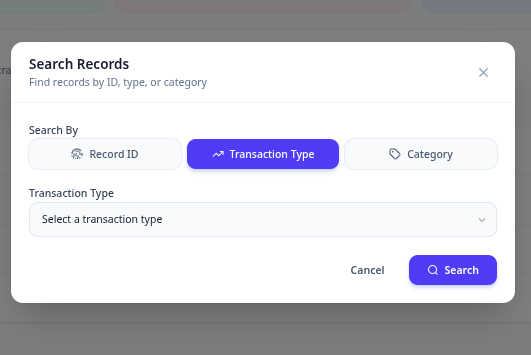 Search Records
Find records by ID, type, or category
Search By
Record ID
Transaction Type
Category
Transaction Type
Select a transaction type
Cancel
Search